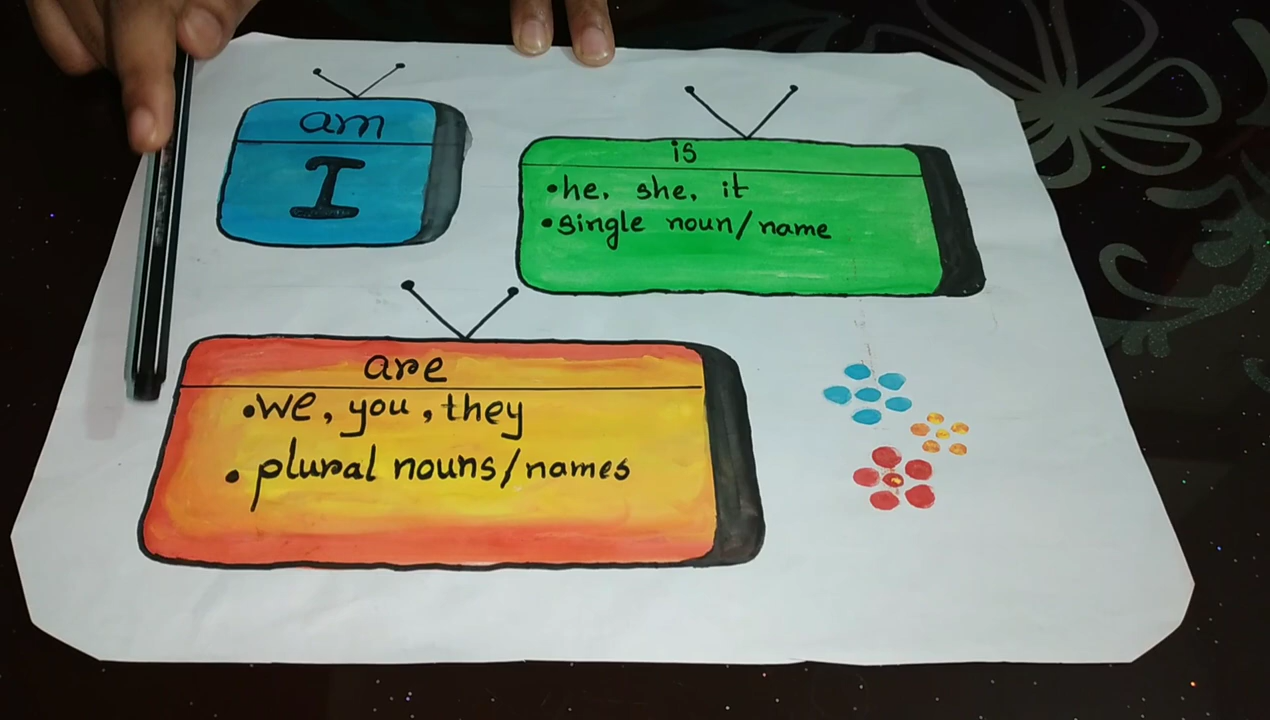 am
I
is
•he, she, it
•single noun/name
are
•we, you, they
• plural nouns/names